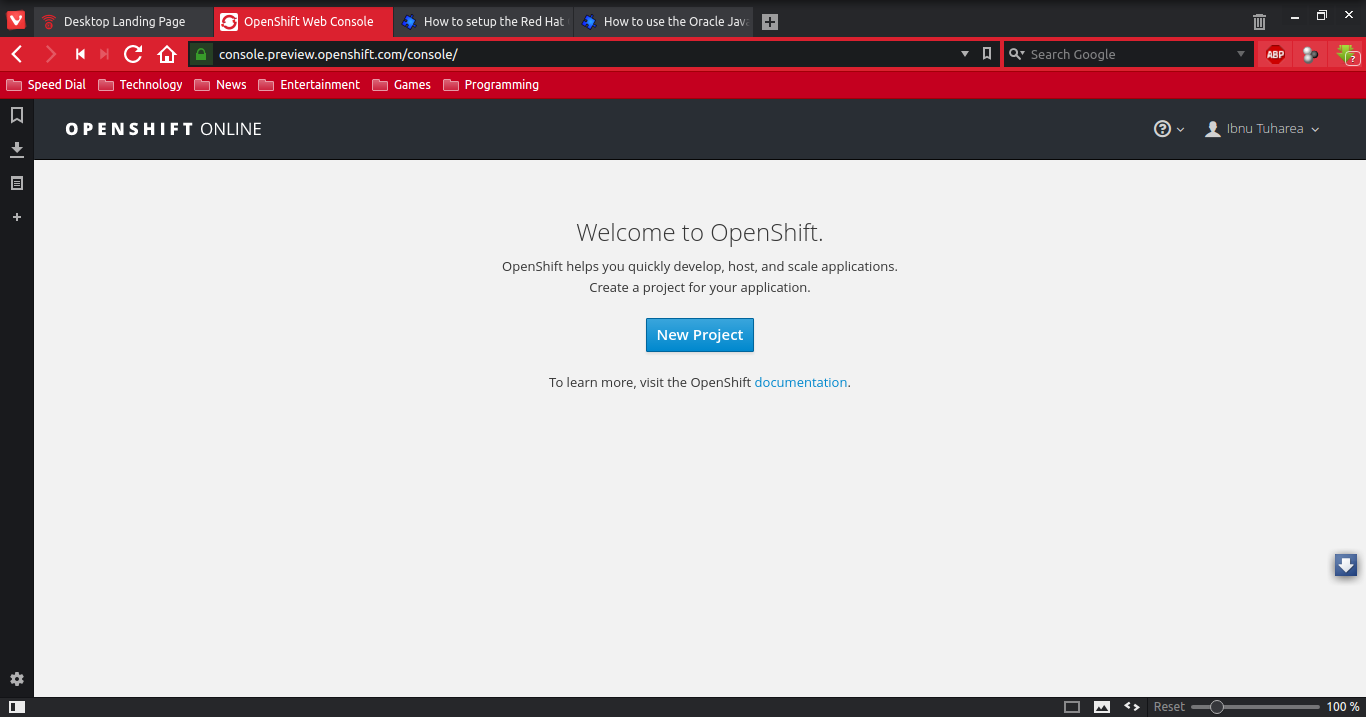 Desktop Landing Page
OpenShift Web Console
How to setup the Red Hat
How to use the Oracle Jav
console.preview.openshift.com/console/
Search Google
ABP
?
Speed Dial
Technology
News
Entertainment
Games
Programming
OPENSHIFT ONLINE
?
Ibnu Tuharea
Welcome to OpenShift.
OpenShift helps you quickly develop, host, and scale applications.
Create a project for your application.
New Project
To learn more, visit the OpenShift documentation.
Reset
100 %